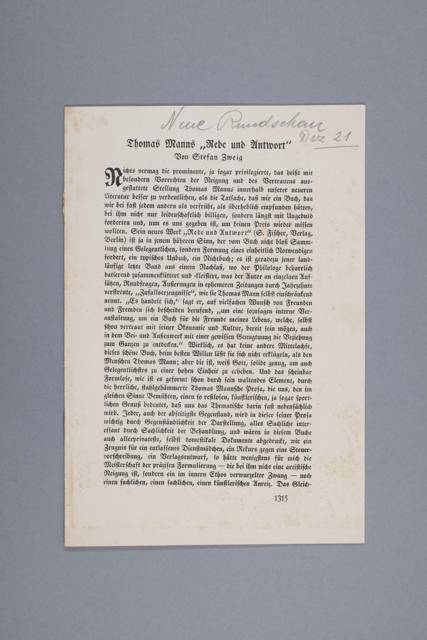 Neue Rundschau
Dez 21
Thomas Manns „Rede und Antwort"
Von Stefan Zweig
Nichts vermag die prominente, ja sogar privilegierte, das heißt mit
besondern Vorrechten der Neigung und des Vertrauens aus-
gestattete Stellung Thomas Manns innerhalb unserer neueren
Literatur besser zu verdeutlichen, als die Tatsache, daß wir ein Buch, das
wir bei fast jedem andern als verfrüht, als überheblich empfunden hätten,
bei ihm nicht nur leidenschaftlich billigen, sondern längst mit Ungeduld
forderten und, nun es uns gegeben ist, um keinen Preis wieder missen
wollten. Sein neues Werk „Rede und Antwort" (S. Fischer, Verlag,
Berlin) ist ja in jenem höheren Sinn, der vom Buch nicht bloß Samm-
lung eines Gelegentlichen, sondern Formung eines einheitlich Notwendigen
fordert, ein typisches Unbuch, ein Nichtbuch; es ist geradezu jener land-
läufige letzte Band aus einem Nachlaß, wo der Philologe beharrlich
datierend zusammenklittert und -kleistert, was der Autor an einzelnen Auf-
sätzen, Rundfragen, Äußerungen in ephemeren Zeitungen durch Jahrzehnte
verstreute, „Zufallserzeugnisse", wie sie Thomas Mann selbst einschränkend
nennt. „Es handelt sich," sagt er, auf vielfachen Wunsch von Freunden
und Fremden sich bescheiden berufend, „um eine sozusagen interne Ver-
anstaltung, um ein Buch für die Freunde meines Lebens, welche, selbst
schon vertraut mit seiner Ökonomie und Kultur, bereit sein mögen, auch
in dem Bei- und Außenwerk mit einer gewissen Genugtuung die Beziehung
zum Ganzen zu entdecken." Wirklich, es hat keine andere Mittelachse,
dieses schöne Buch, beim besten Willen läßt sie sich nicht erklügeln, als den
Menschen Thomas Mann; aber die ist, weiß Gott, solide genug, um auch
Gelegentlichstes zu einer hohen Einheit zu erheben. Und das scheinbar
Formlose, wie ist es geformt schon durch sein waltendes Element, durch
die herrliche, stahlgehämmerte Thomas Mannsche Prosa, die uns, den im
gleichen Sinne Bemühten, einen so restlosen, künstlerischen, ja sogar sport-
lichen Genuß bedeutet, daß uns das Thematische darin fast nebensächlich
wird. Jeder, auch der abseitigste Gegenstand, wird in dieser seiner Prosa
wichtig durch Gegenständlichkeit der Darstellung, alles Sachliche inter-
essant durch Sachlichkeit der Behandlung, und wären in diesem Buche
auch allerprivateste, selbst domestikale Dokumente abgedruckt, wie ein
Zeugnis für ein entlassenes Dienstmädchen, ein Rekurs gegen eine Steuer-
vorschreibung, ein Verlagsentwurf, so hätte wenigstens für mich die
Meisterschaft der präzisen Formulierung — die bei ihm nicht eine artistische
Neigung ist, sondern ein im innern Ethos verwurzelter Zwang — noch
einen fachlichen, einen sachlichen, einen künstlerischen Anreiz. Das Gleich-
1315